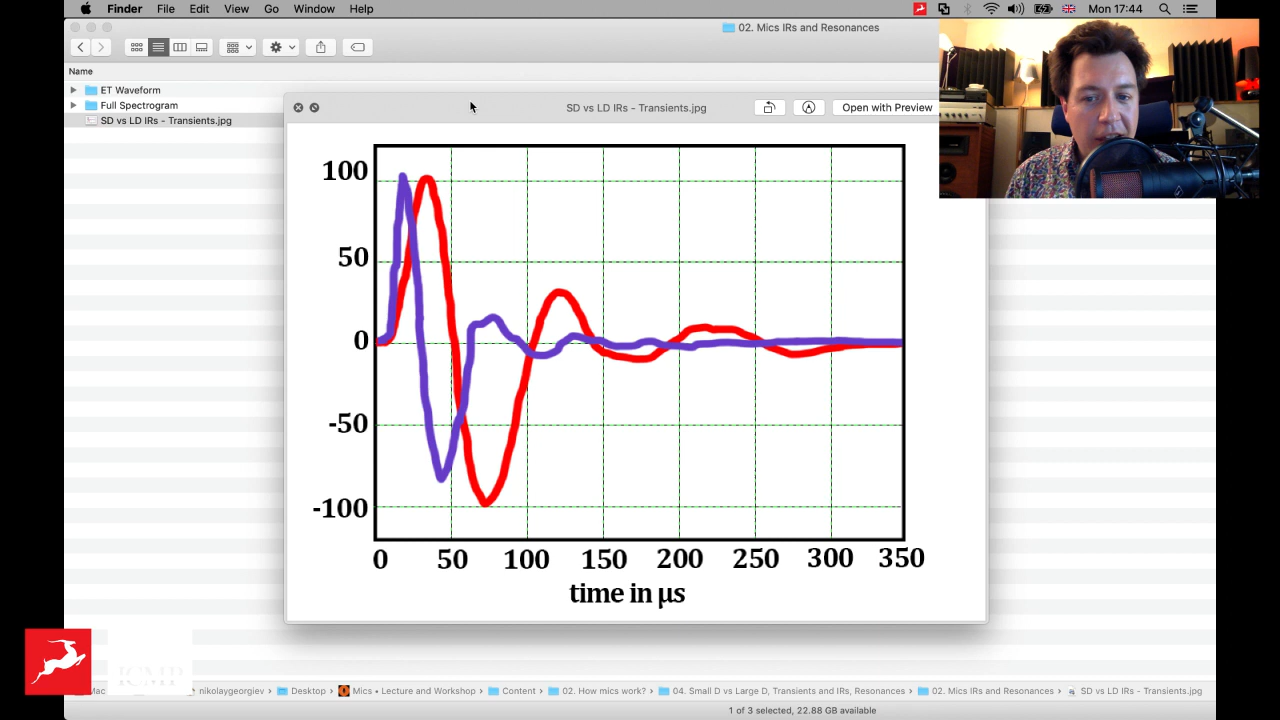 Finder File Edit View Go Window Help Mon 17:44
02. Mics IRs and Resonances
Name
ET Waveform
Full Spectrogram
SD vs LD IRs - Transients.jpg
SD vs LD IRs - Transients.jpg Open with Preview
100
50
0
-50
-100
0 50 100 150 200 250 300 350
time in µs
Mac nikolaygeorgiev › Desktop › Mics • Lecture and Workshop › Content › 02. How mics work? › 04. Small D vs Large D, Transients and IRs, Resonances › 02. Mics IRs and Resonances › SD vs LD IRs - Transients.jpg
1 of 3 selected, 22.88 GB available